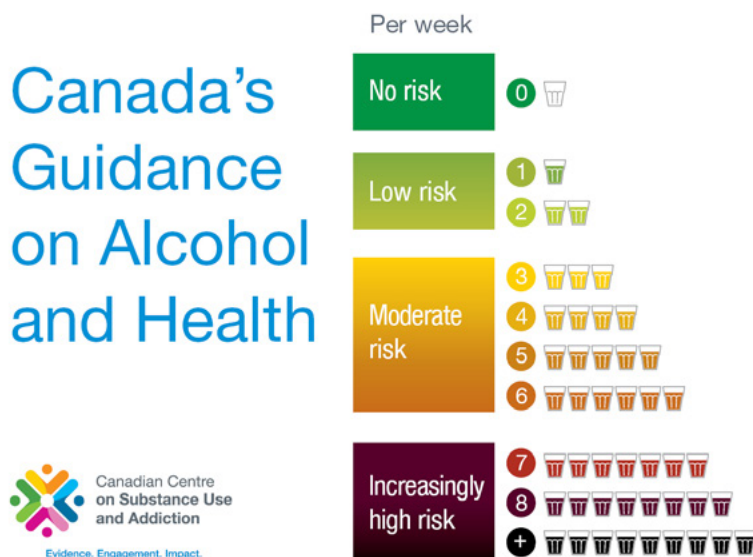 Canada's
Guidance
on Alcohol
and Health
Per week
No risk
0
Low risk
1
2
Moderate
risk
3
4
5
6
Increasingly
high risk
7
8
+
Canadian Centre
on Substance Use
and Addiction
Evidence. Engagement. Impact.